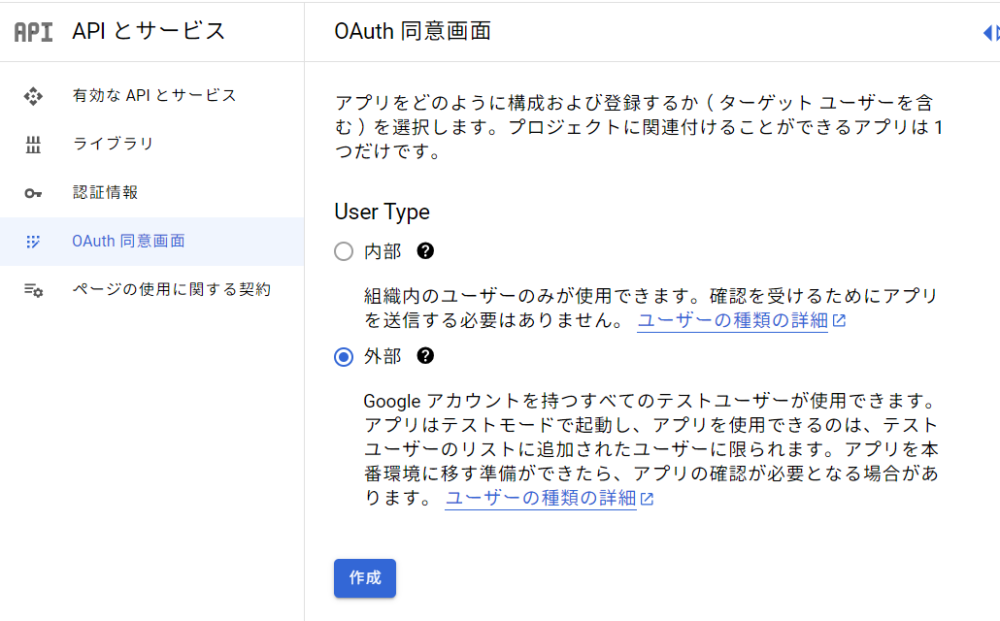 API API とサービス
OAuth 同意画面
有効な API とサービス
ライブラリ
認証情報
OAuth 同意画面
ページの使用に関する契約
アプリをどのように構成および登録するか（ターゲット ユーザーを含
む）を選択します。プロジェクトに関連付けることができるアプリは 1
つだけです。
User Type
内部
組織内のユーザーのみが使用できます。確認を受けるためにアプリ
を送信する必要はありません。 ユーザーの種類の詳細
外部
Google アカウントを持つすべてのテストユーザーが使用できます。
アプリはテストモードで起動し、アプリを使用できるのは、テスト
ユーザーのリストに追加されたユーザーに限られます。アプリを本
番環境に移す準備ができたら、アプリの確認が必要となる場合があ
ります。 ユーザーの種類の詳細
作成